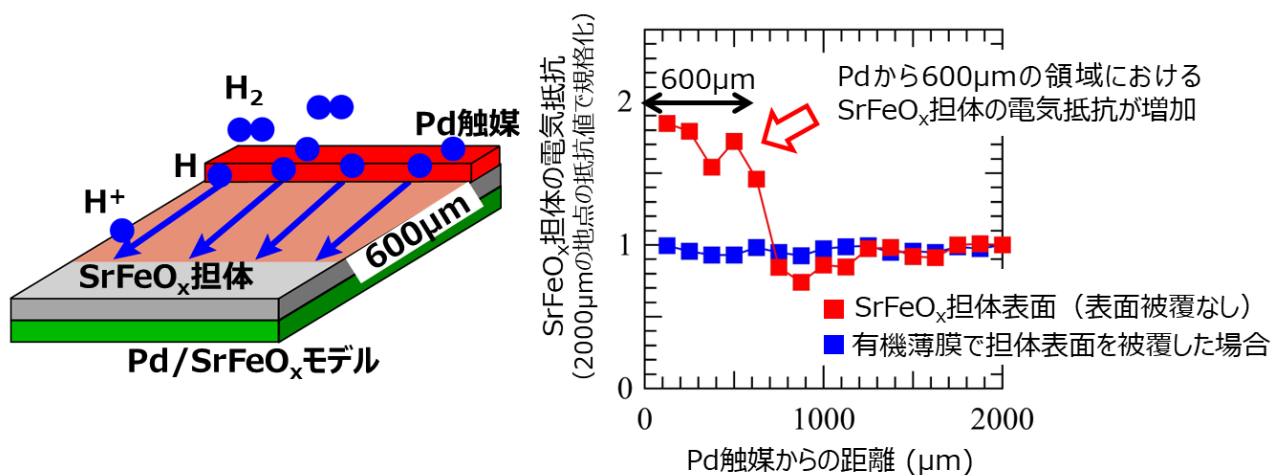 H₂
Pd触媒
H
H⁺
600μm
SrFeOₓ担体
Pd/SrFeOₓモデル
SrFeOₓ担体の電気抵抗
(2000μmの地点の抵抗値で規格化)
2
1
0
600μm
Pdから600μmの領域における
SrFeOₓ担体の電気抵抗が増加
SrFeOₓ担体表面（表面被覆なし）
有機薄膜で担体表面を被覆した場合
0
1000
2000
Pd触媒からの距離 (μm)